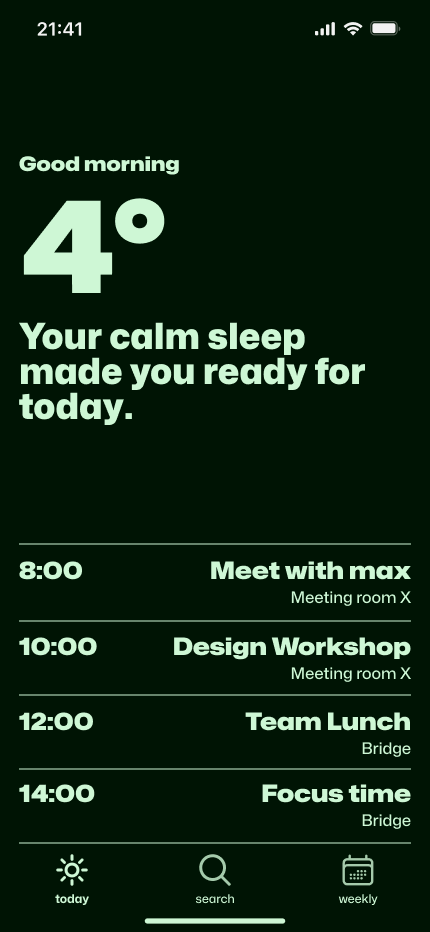 21:41
Good morning
4°
Your calm sleep
made you ready for
today.
8:00 Meet with max
Meeting room X
10:00 Design Workshop
Meeting room X
12:00 Team Lunch
Bridge
14:00 Focus time
Bridge
today search weekly